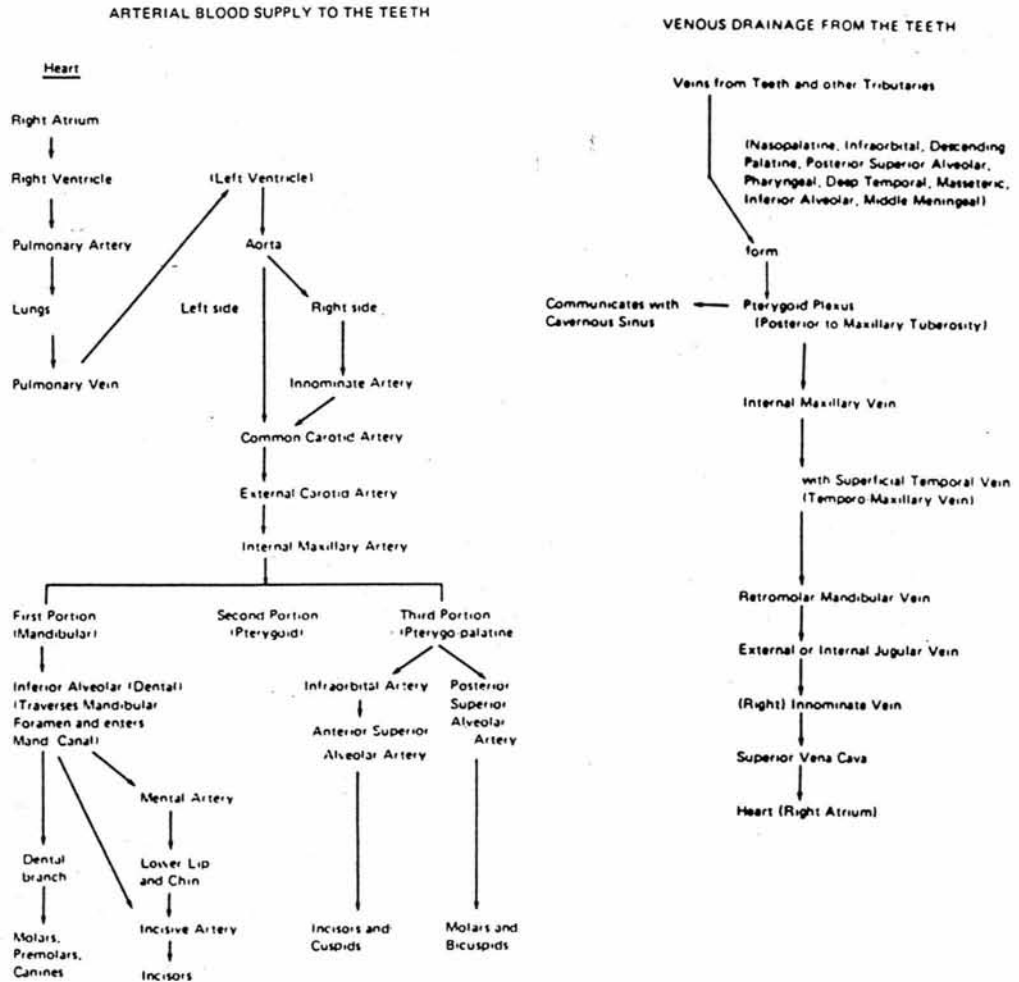 ARTERIAL BLOOD SUPPLY TO THE TEETH
Heart
Right Atrium
Right Ventricle
(Left Ventricle)
Pulmonary Artery
Aorta
Lungs
Left side
Right side
Pulmonary Vein
Innominate Artery
Common Carotid Artery
External Carotid Artery
Internal Maxillary Artery
First Portion
(Mandibular)
Second Portion
(Pterygoid)
Third Portion
(Pterygo-palatine
Inferior Alveolar (Dental)
(Traverses Mandibular
Foramen and enters
Mand. Canal)
Infraorbital Artery
Anterior Superior
Alveolar Artery
Posterior
Superior
Alveolar
Artery
Mental Artery
Dental
branch
Lower Lip
and Chin
Molars,
Premolars,
Canines
Incisive Artery
Incisors
Incisors and
Cuspids
Molars and
Bicuspids
VENOUS DRAINAGE FROM THE TEETH
Veins from Teeth and other Tributaries
(Nasopalatine, Infraorbital, Descending
Palatine, Posterior Superior Alveolar,
Pharyngeal, Deep Temporal, Masseteric,
Inferior Alveolar, Middle Meningeal)
form
Communicates with
Cavernous Sinus
Pterygoid Plexus
(Posterior to Maxillary Tuberosity)
Internal Maxillary Vein
with Superficial Temporal Vein
(Temporo-Maxillary Vein)
Retromolar Mandibular Vein
External or Internal Jugular Vein
(Right) Innominate Vein
Superior Vena Cava
Heart (Right Atrium)